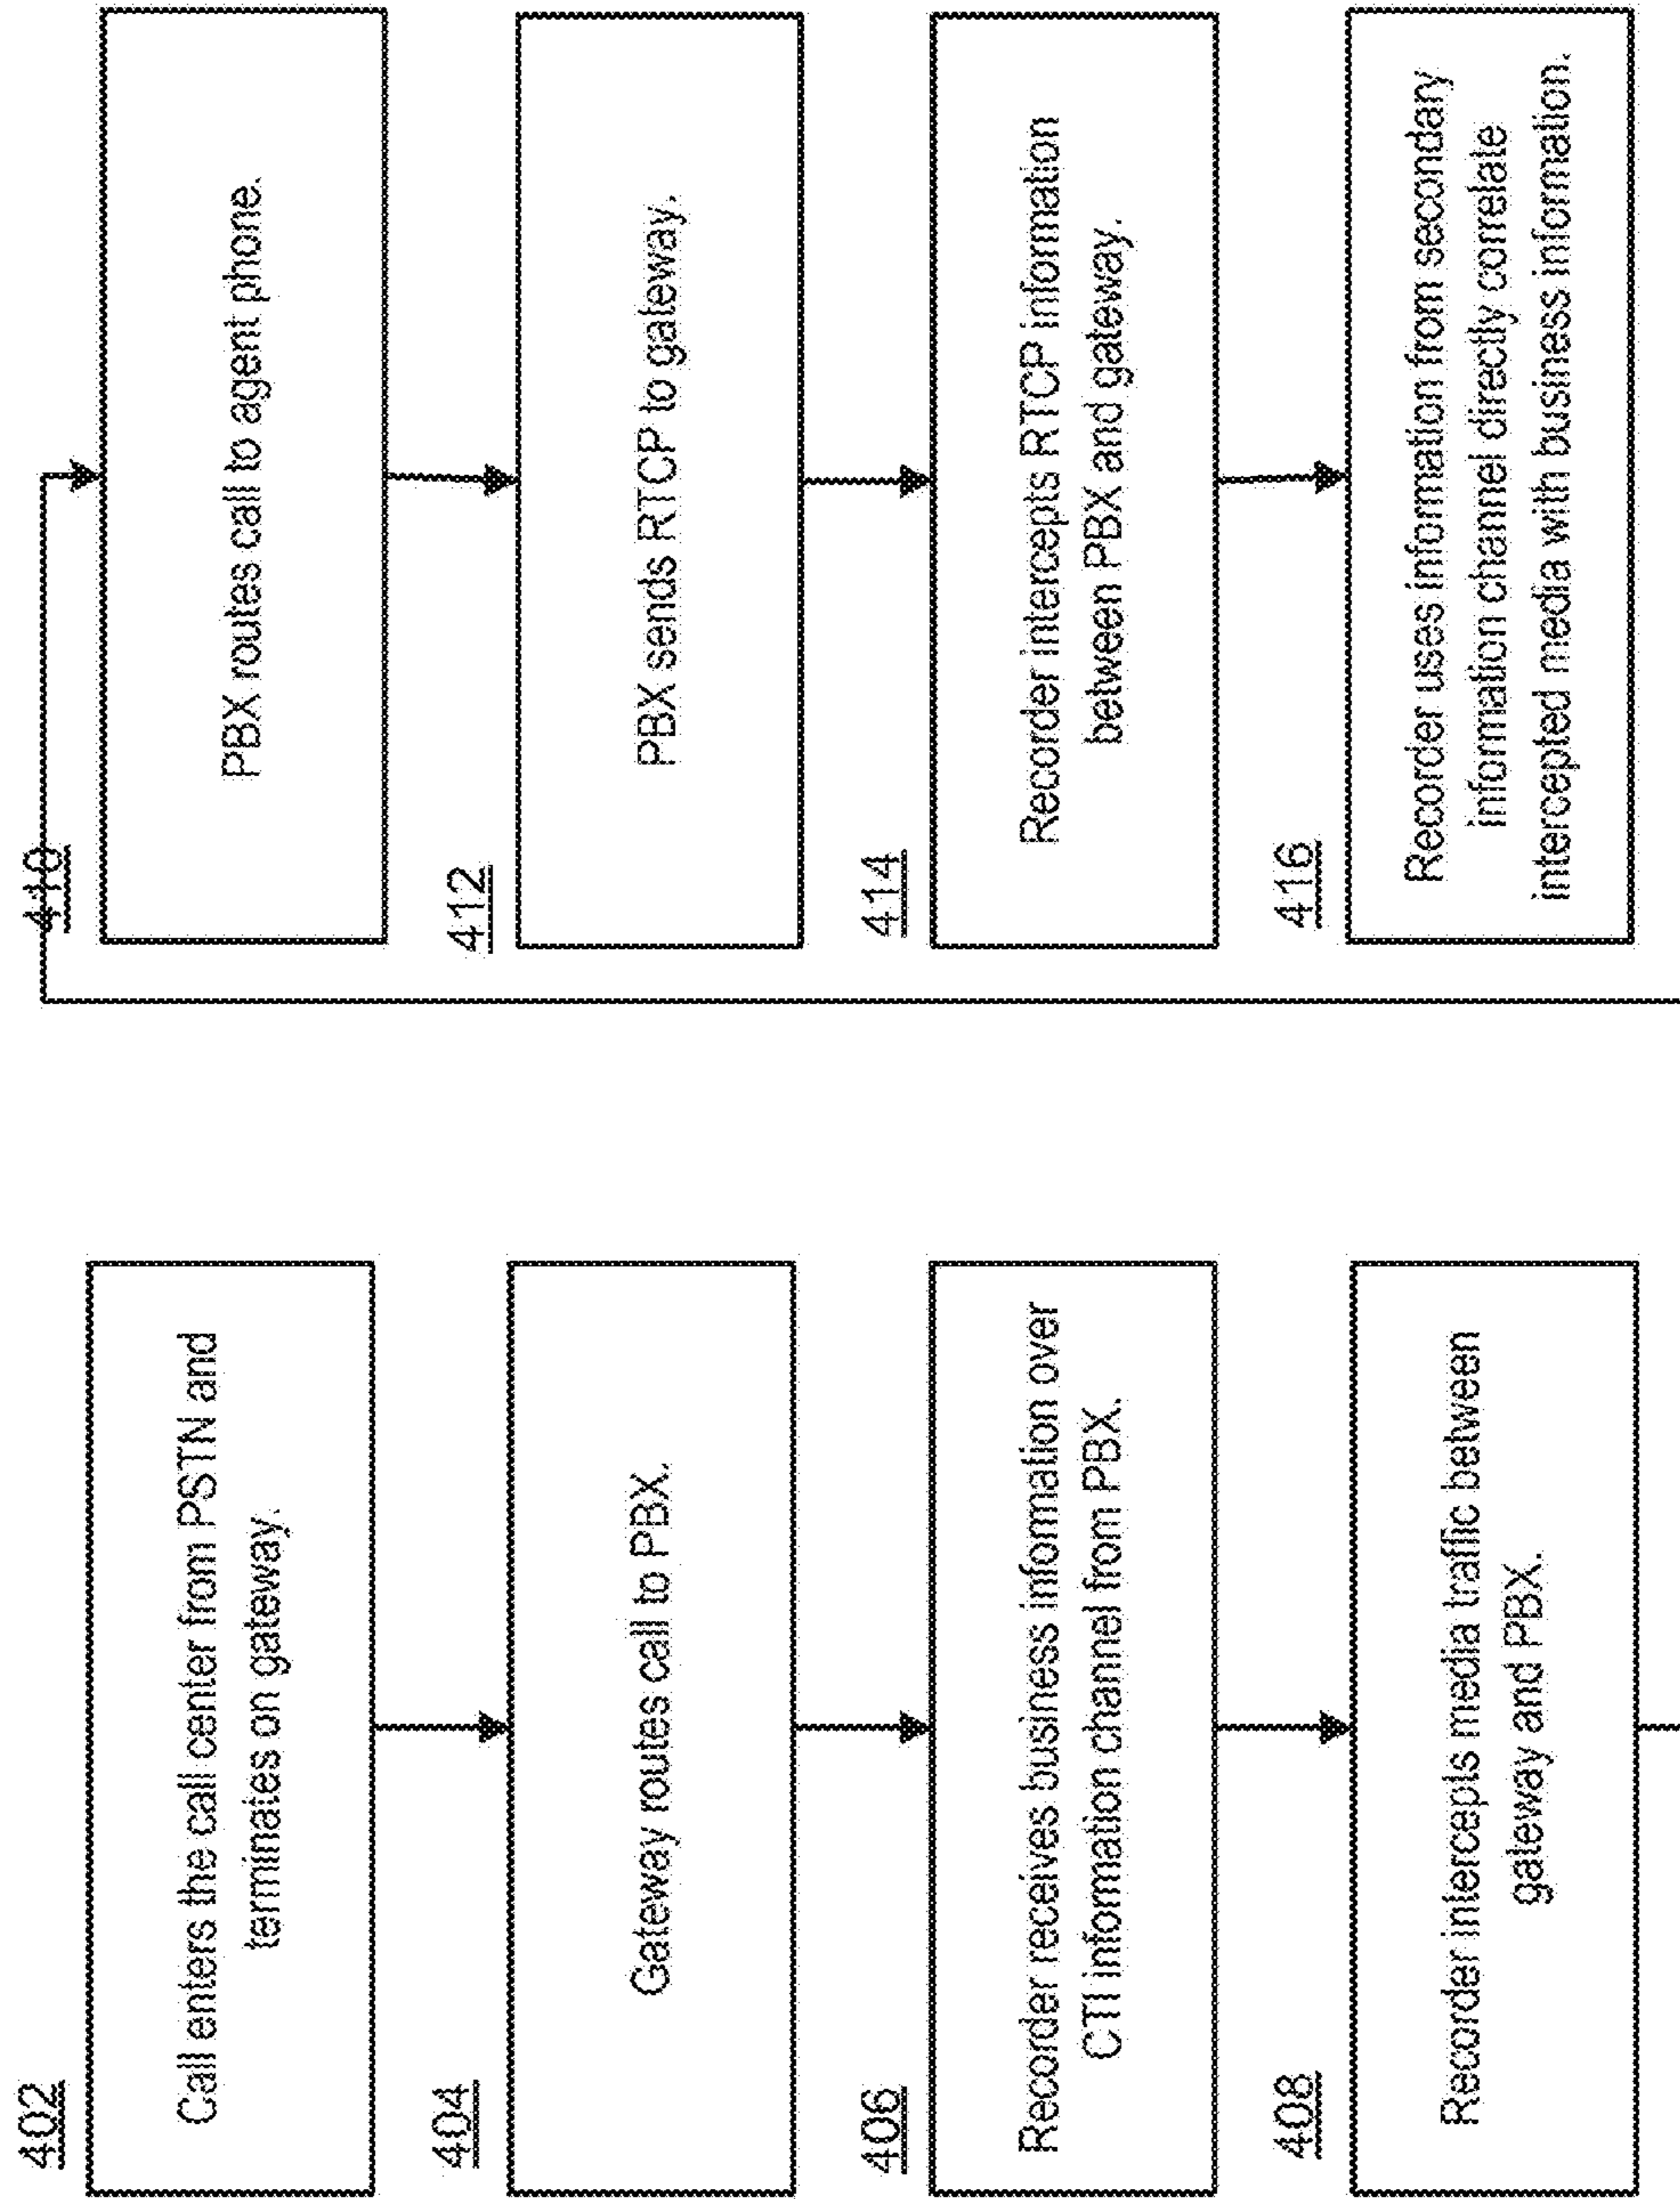 402
Call enters the call center from PSTN and
terminates on gateway.
404
Gateway routes call to PBX.
406
Recorder receives business information over
CTI information channel from PBX.
408
Recorder intercepts media traffic between
gateway and PBX.
410
PBX routes call to agent phone.
412
PBX sends RTCP to gateway.
414
Recorder intercepts RTCP information
between PBX and gateway.
416
Recorder uses information from secondary
information channel directly correlate
intercepted media with business information.